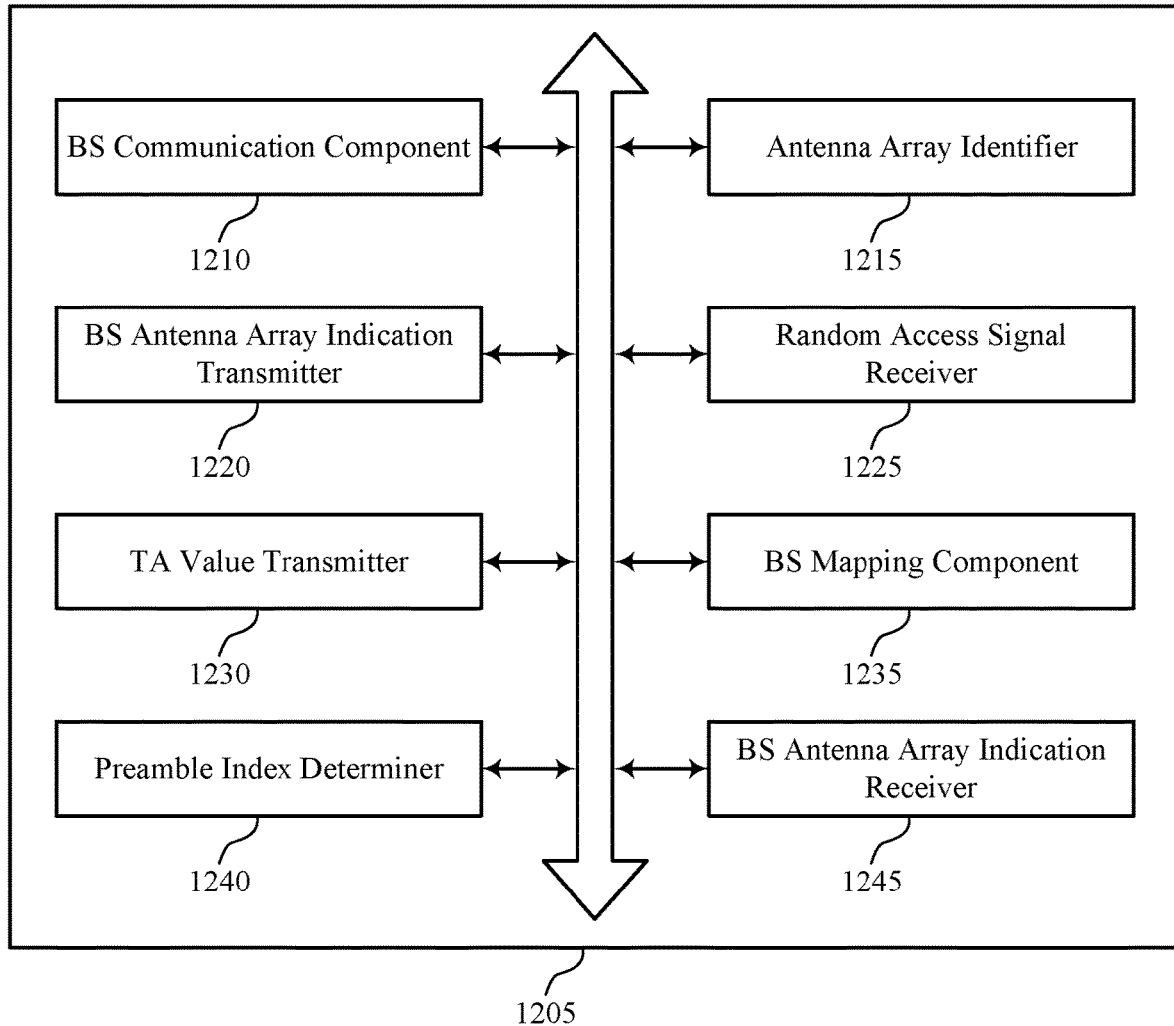 BS Communication Component
1210
Antenna Array Identifier
1215
BS Antenna Array Indication
Transmitter
1220
Random Access Signal
Receiver
1225
TA Value Transmitter
1230
BS Mapping Component
1235
Preamble Index Determiner
1240
BS Antenna Array Indication
Receiver
1245
1205